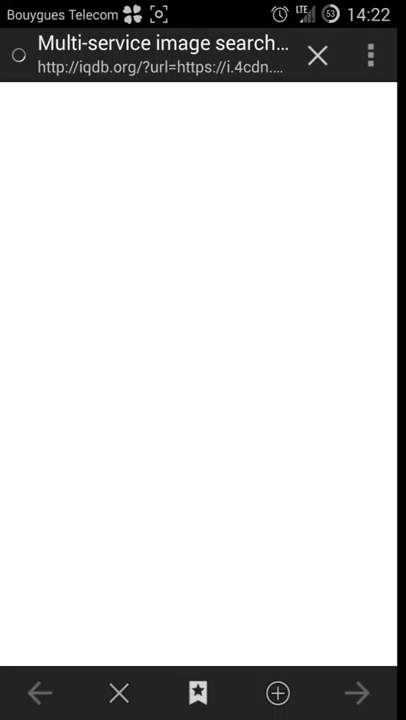 Bouygues Telecom LTE 53 14:22
Multi-service image search...
http://iqdb.org/?url=https://i.4cdn....